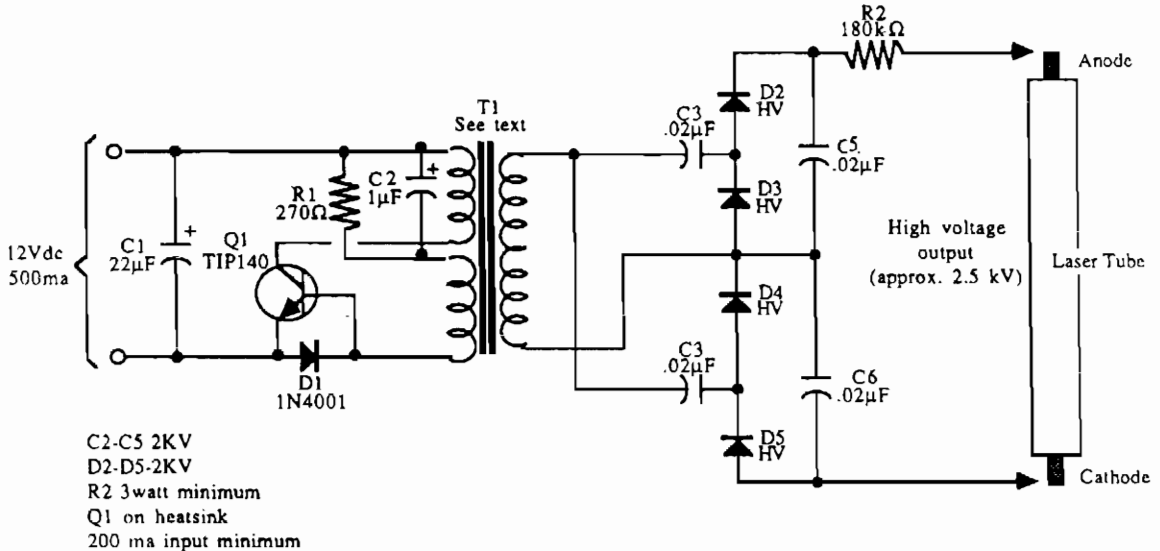 R2
180kΩ
Anode
T1
See text
C3
.02µF
D2
HV
C2
1µF
R1
270Ω
D3
HV
C5
.02µF
12Vdc
500ma
C1
22µF
Q1
TIP140
High voltage
output
(approx. 2.5 kV)
Laser Tube
D4
HV
C3
.02µF
C6
.02µF
D1
1N4001
D5
HV
Cathode
C2-C5 2KV
D2-D5-2KV
R2 3watt minimum
Q1 on heatsink
200 ma input minimum